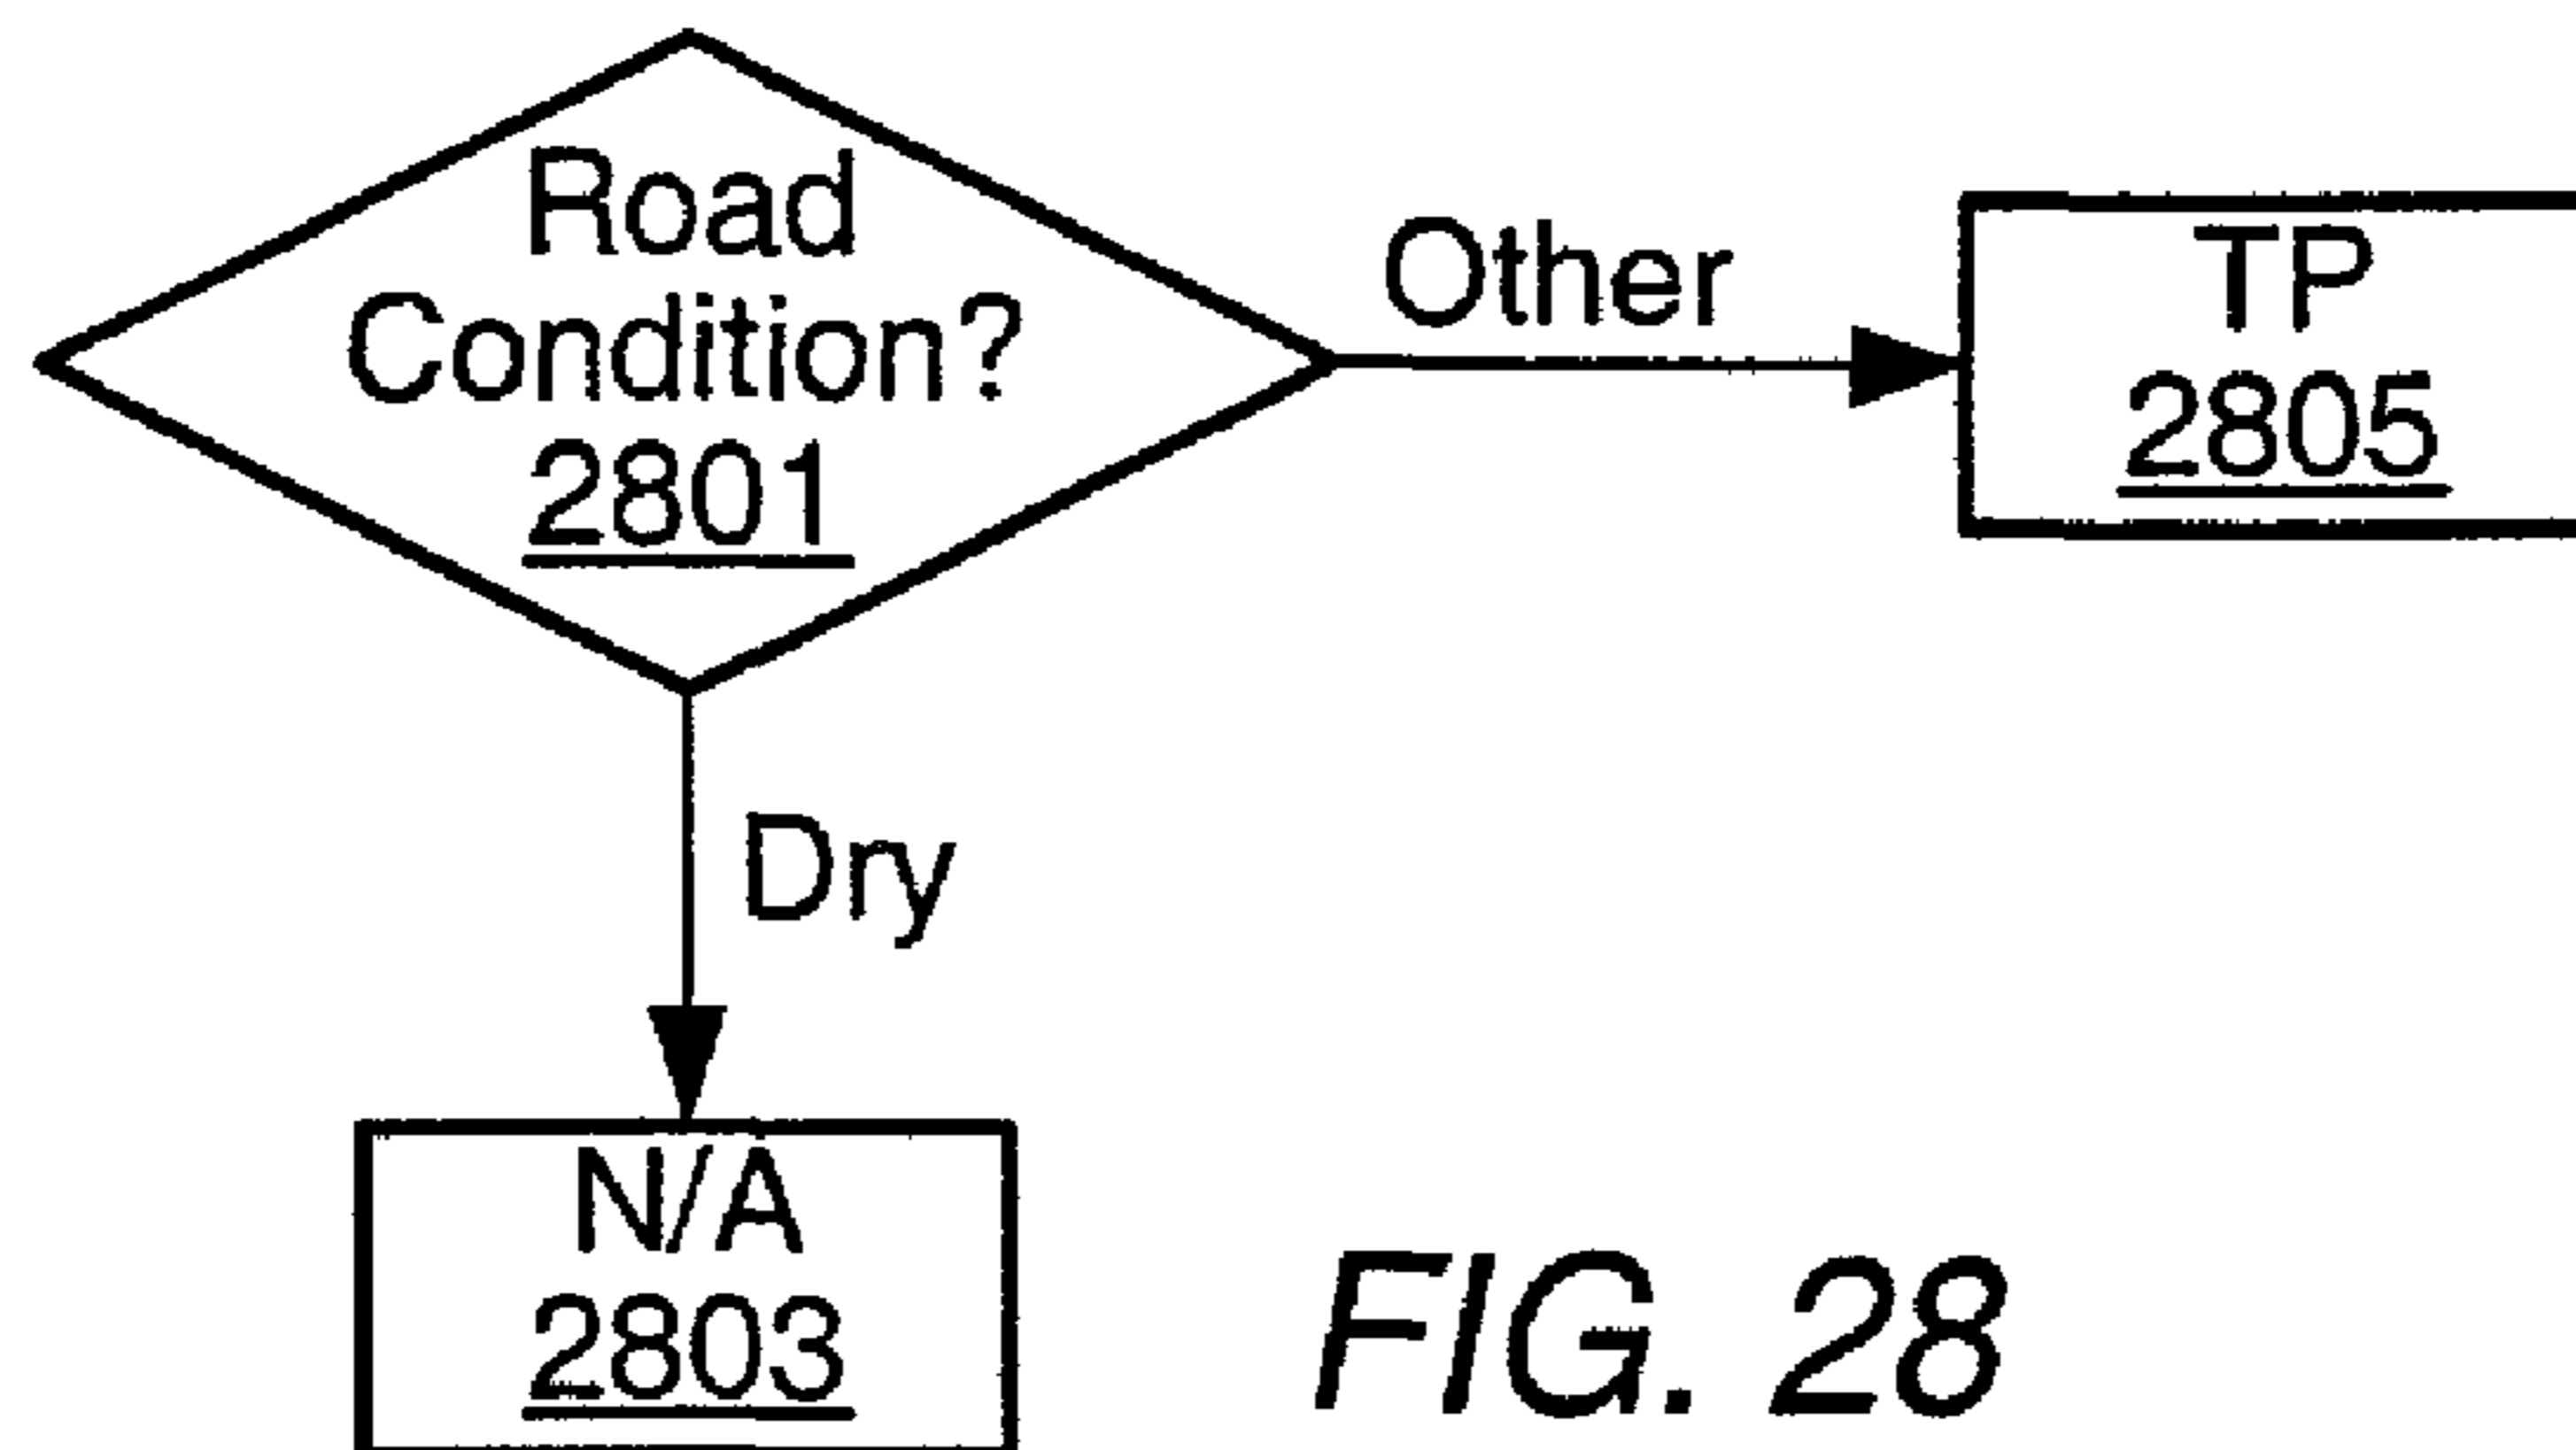 Road
Condition?
2801
Other
TP
2805
Dry
N/A
2803
FIG. 28